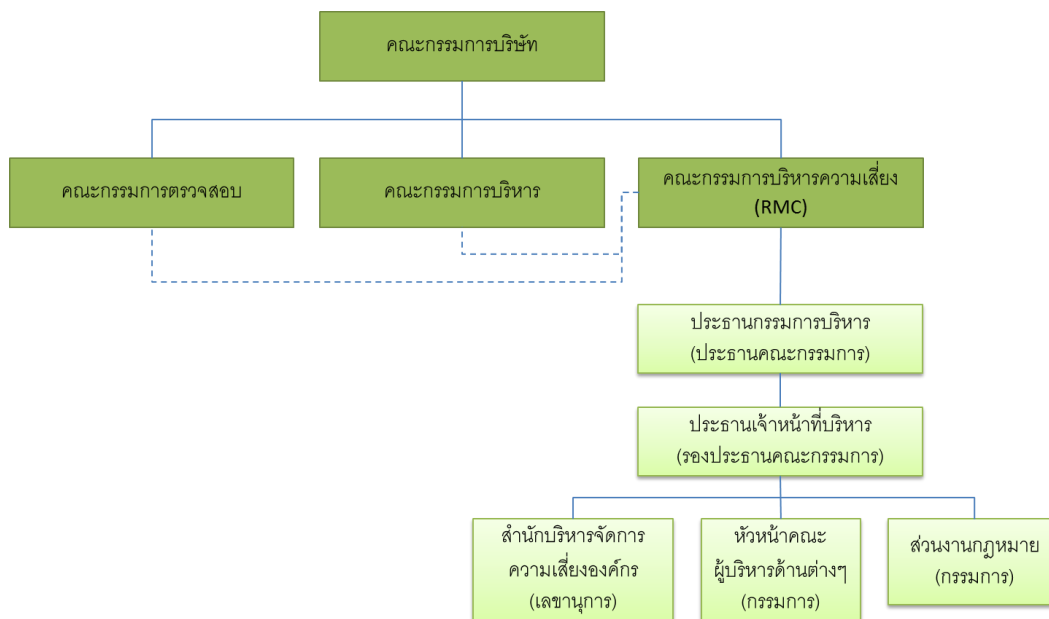 คณะกรรมการบริษัท
คณะกรรมการตรวจสอบ
คณะกรรมการบริหาร
คณะกรรมการบริหารความเสี่ยง
(RMC)
ประธานกรรมการบริหาร
(ประธานคณะกรรมการ)
ประธานเจ้าหน้าที่บริหาร
(รองประธานคณะกรรมการ)
สำนักบริหารจัดการ
ความเสี่ยงองค์กร
(เลขานุการ)
หัวหน้าคณะ
ผู้บริหารด้านต่างๆ
(กรรมการ)
ส่วนงานกฎหมาย
(กรรมการ)